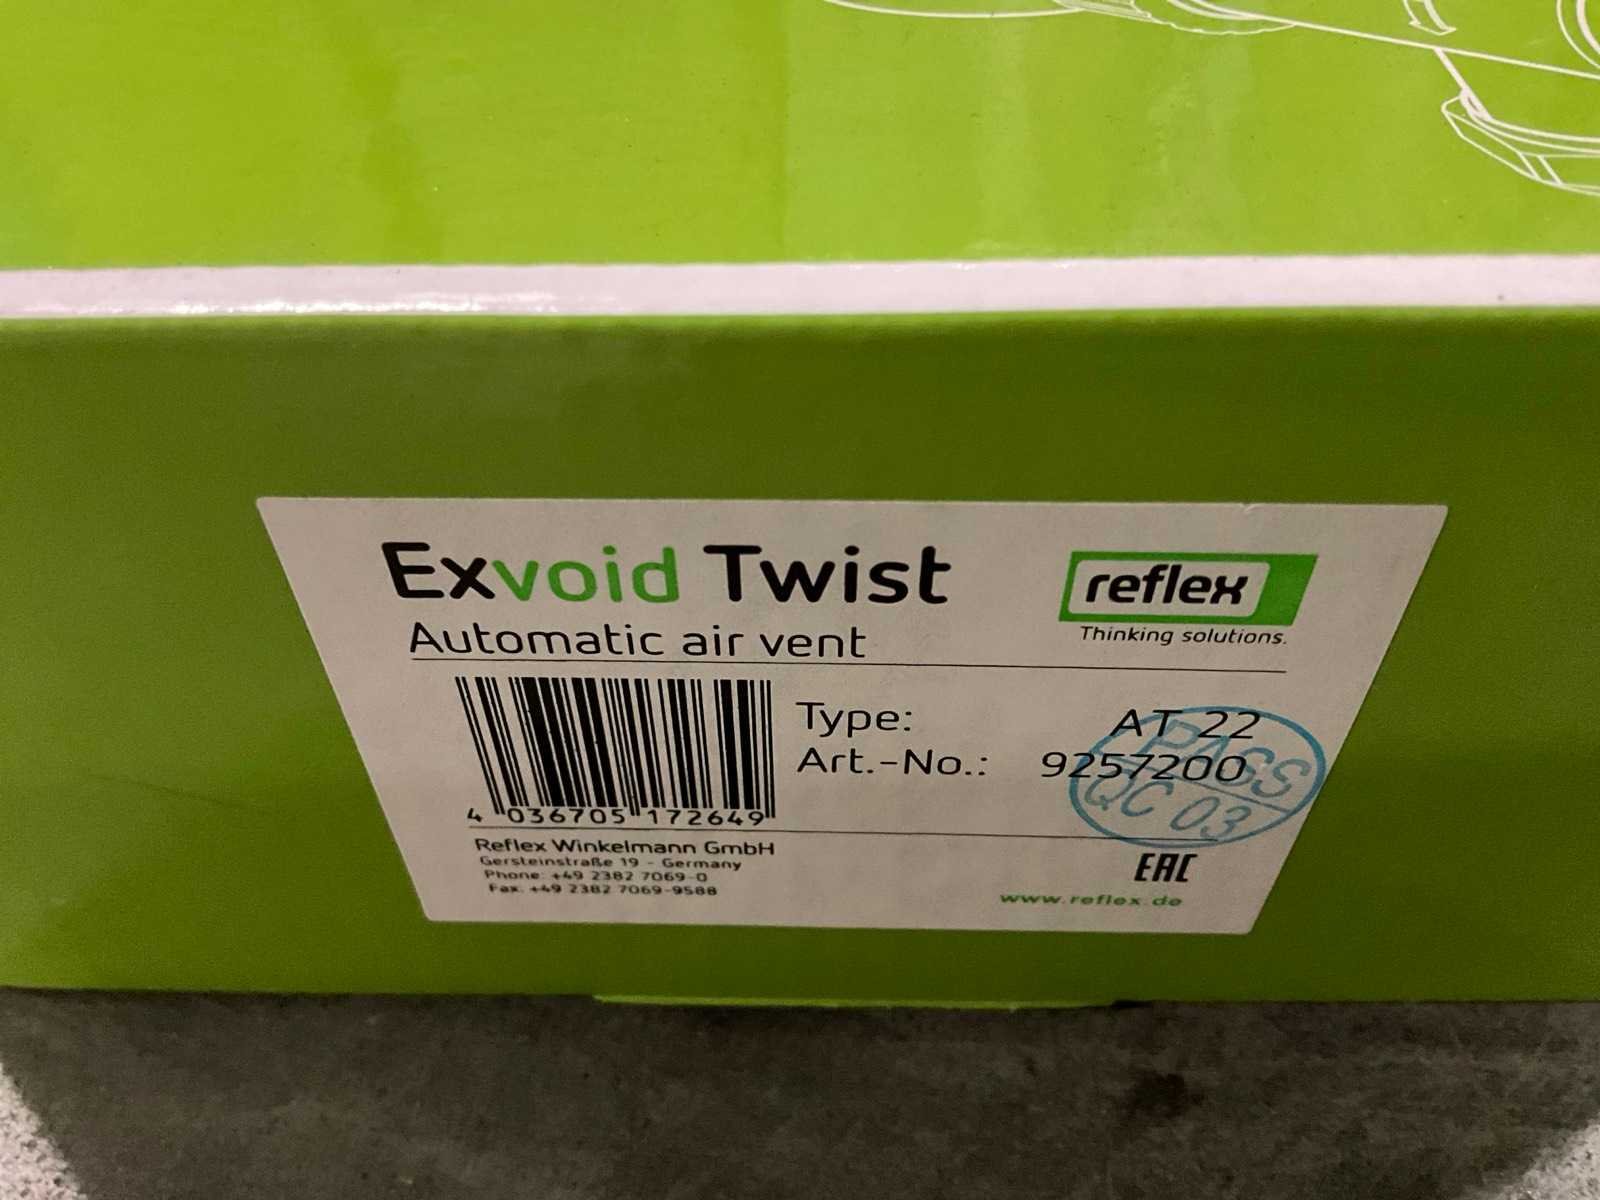 Exvoid Twist
reflex
Thinking solutions.
Automatic air vent
Type: AT 22
Art.-No.: 9257200
PASS
QC 03
4 036705 172649
Reflex Winkelmann GmbH
Gersteinstraße 19 - Germany
Phone: +49 2382 7069-0
Fax: +49 2382 7069-9588
EAC
www.reflex.de